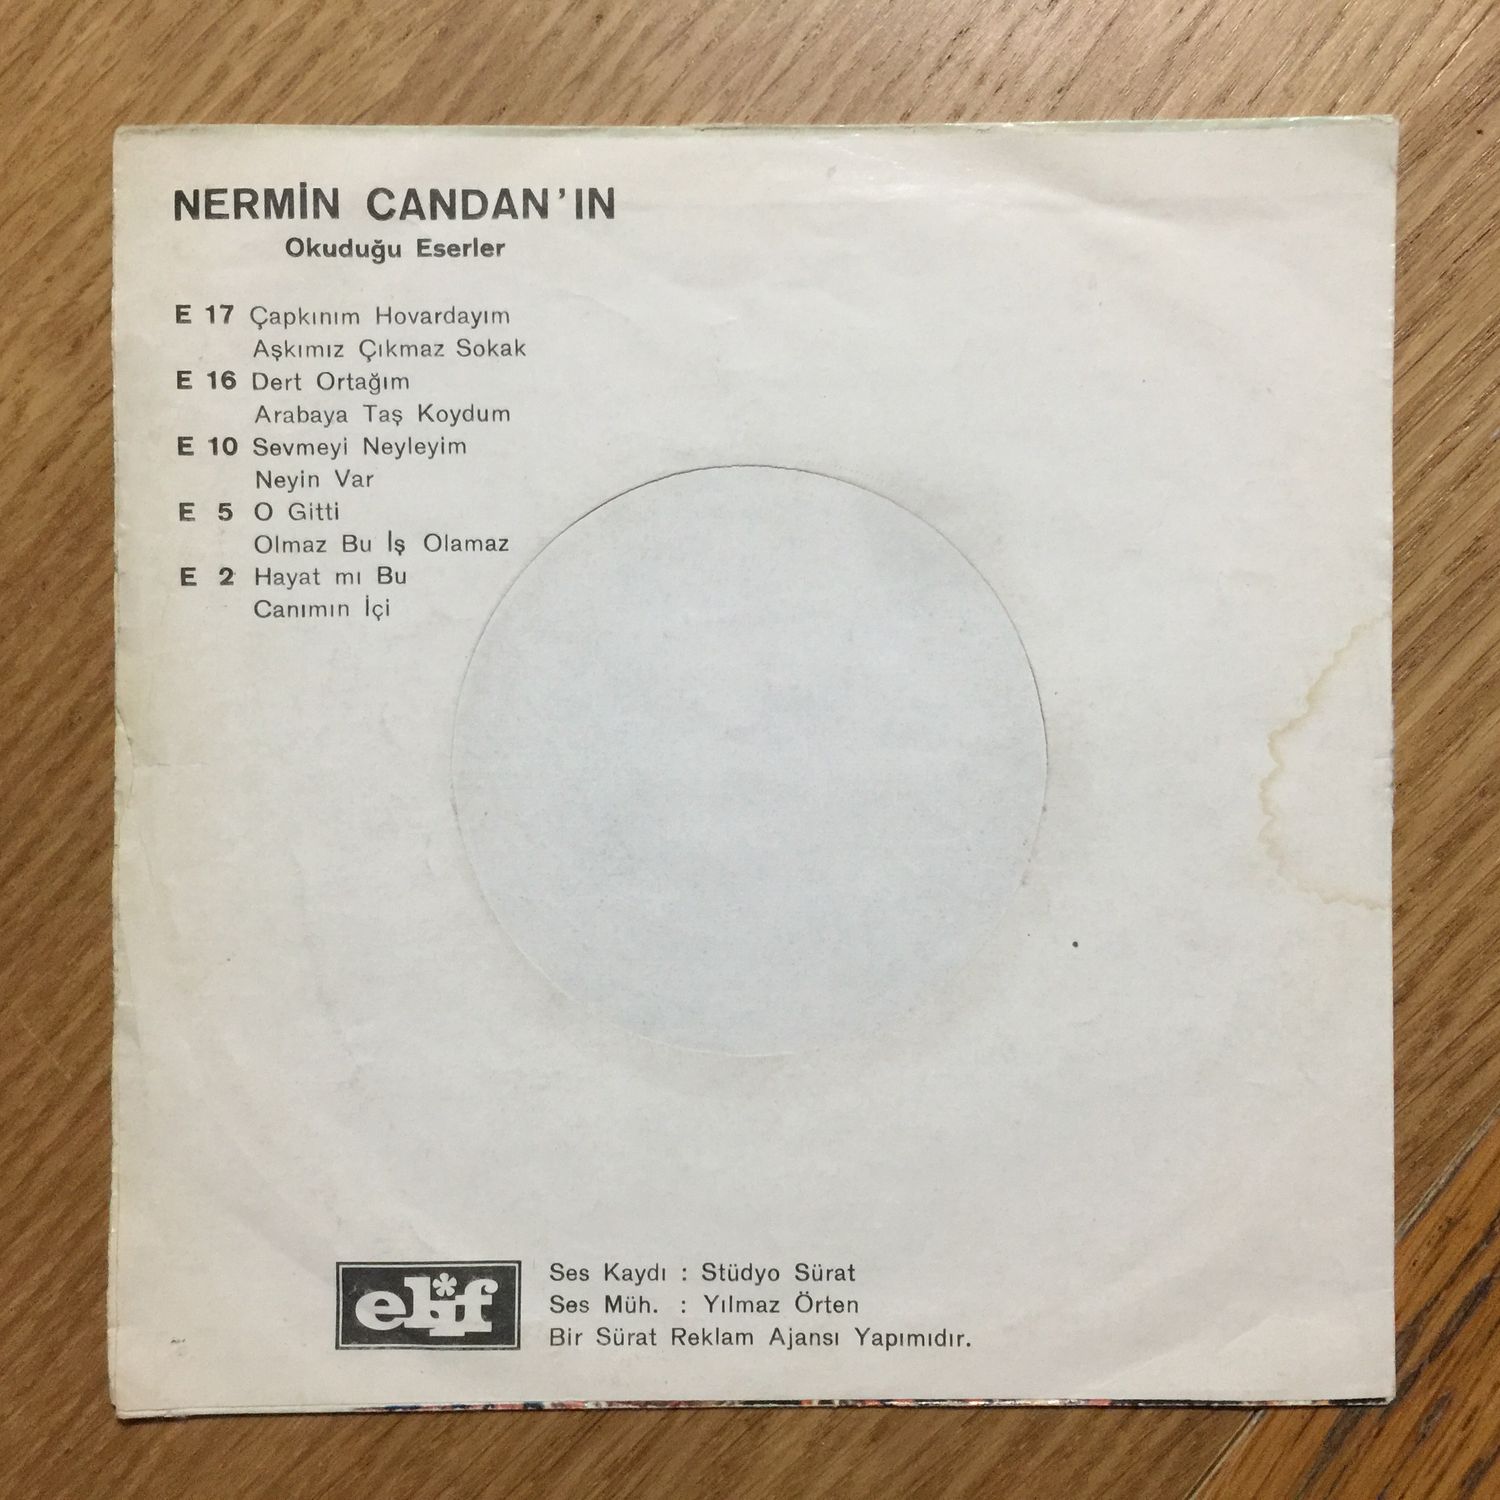 NERMİN CANDAN'IN
Okuduğu Eserler
E 17 Çapkınım Hovardayım
Aşkımız Çıkmaz Sokak
E 16 Dert Ortağım
Arabaya Taş Koydum
E 10 Sevmeyi Neyleyim
Neyin Var
E 5 O Gitti
Olmaz Bu İş Olamaz
E 2 Hayat mı Bu
Canımın İçi
elif
Ses Kaydı : Stüdyo Sürat
Ses Müh. : Yılmaz Örten
Bir Sürat Reklam Ajansı Yapımıdır.